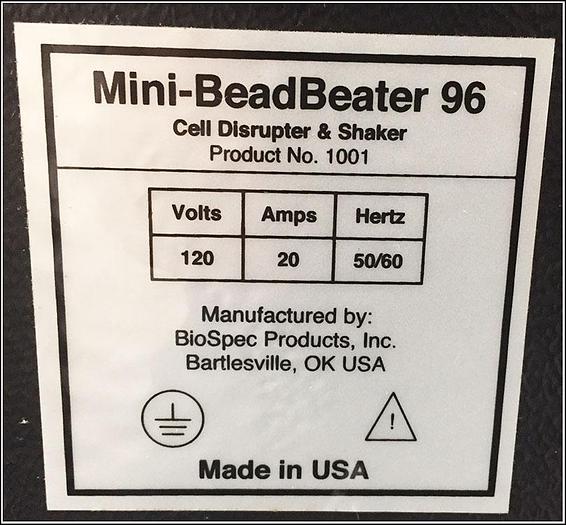 Mini-BeadBeater 96
Cell Disrupter & Shaker
Product No. 1001
Volts Amps Hertz
120 20 50/60
Manufactured by:
BioSpec Products, Inc.
Bartlesville, OK USA
!
Made in USA